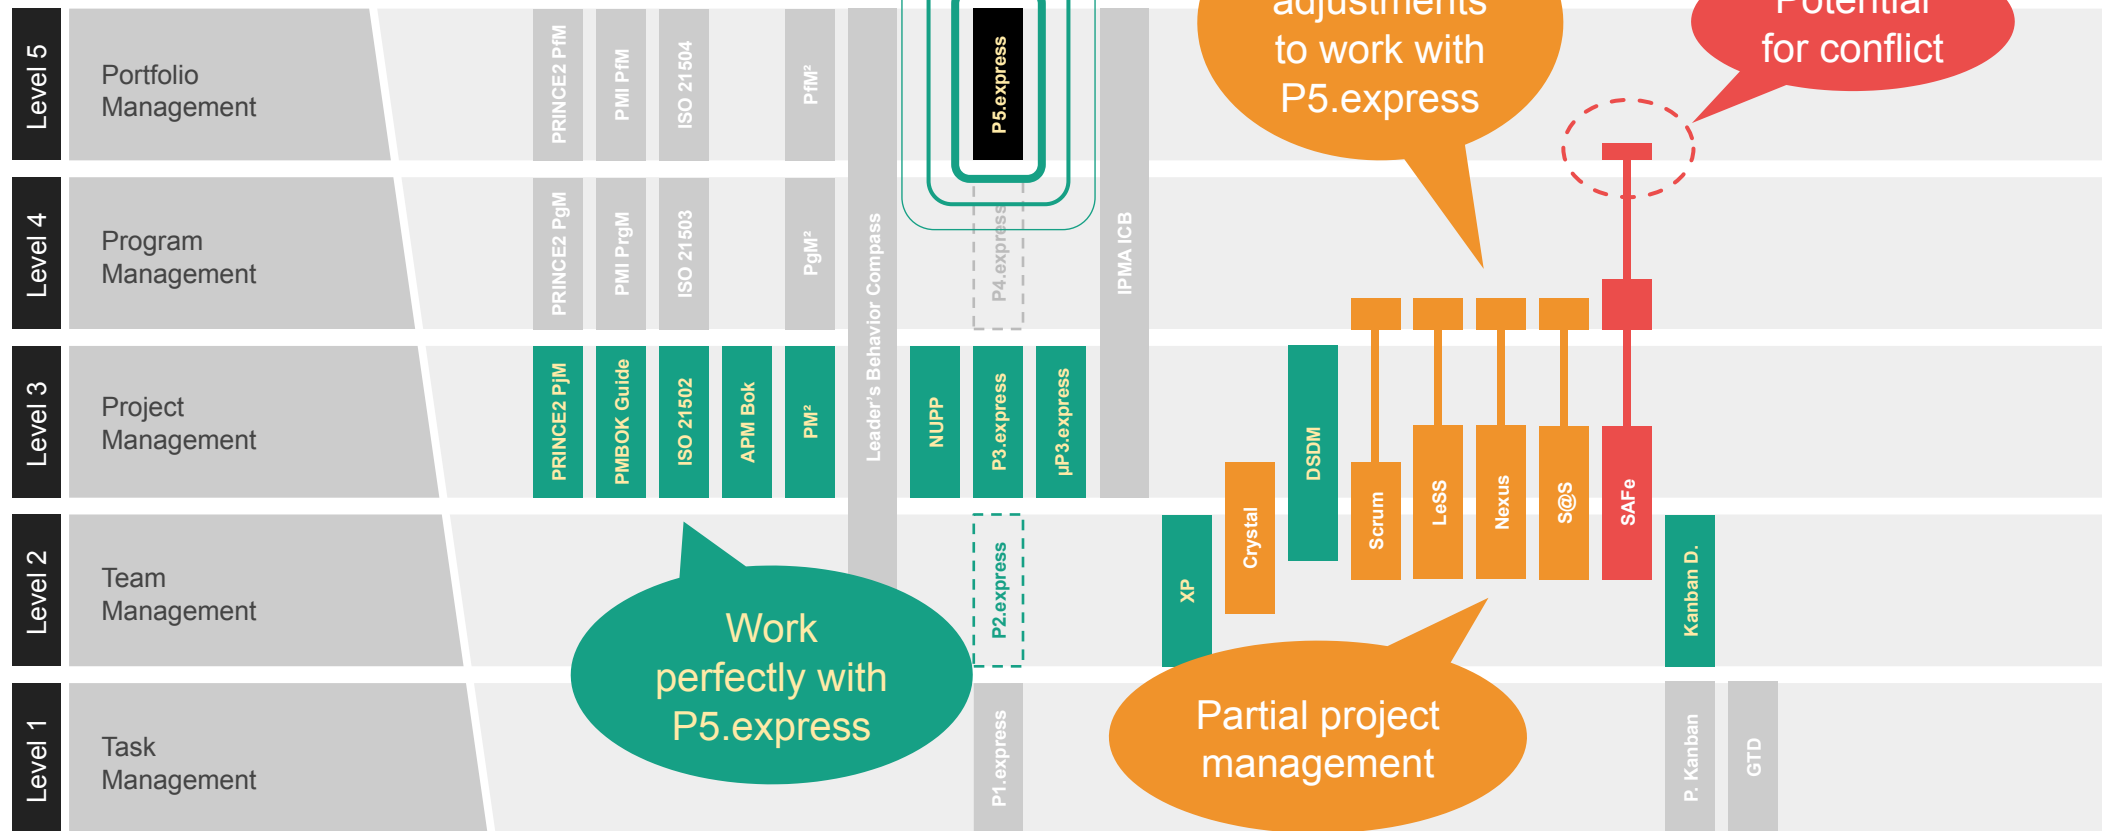 Level 5
Portfolio
Management
PRINCE2 PfM
PMI PfM
ISO 21504
PfM²
P5.express
adjustments
to work with
P5.express
Potential
for conflict
Level 4
Program
Management
PRINCE2 PgM
PMI PrgM
ISO 21503
PgM²
Leader's Behavior Compass
P4.express
IPMA ICB
Level 3
Project
Management
PRINCE2 PjM
PMBOK Guide
ISO 21502
APM Bok
PM²
NUPP
P3.express
µP3.express
DSDM
Scrum
LeSS
Nexus
S@S
SAFe
Level 2
Team
Management
Work
perfectly with
P5.express
P2.express
XP
Crystal
Kanban D.
Level 1
Task
Management
P1.express
Partial project
management
P. Kanban
GTD